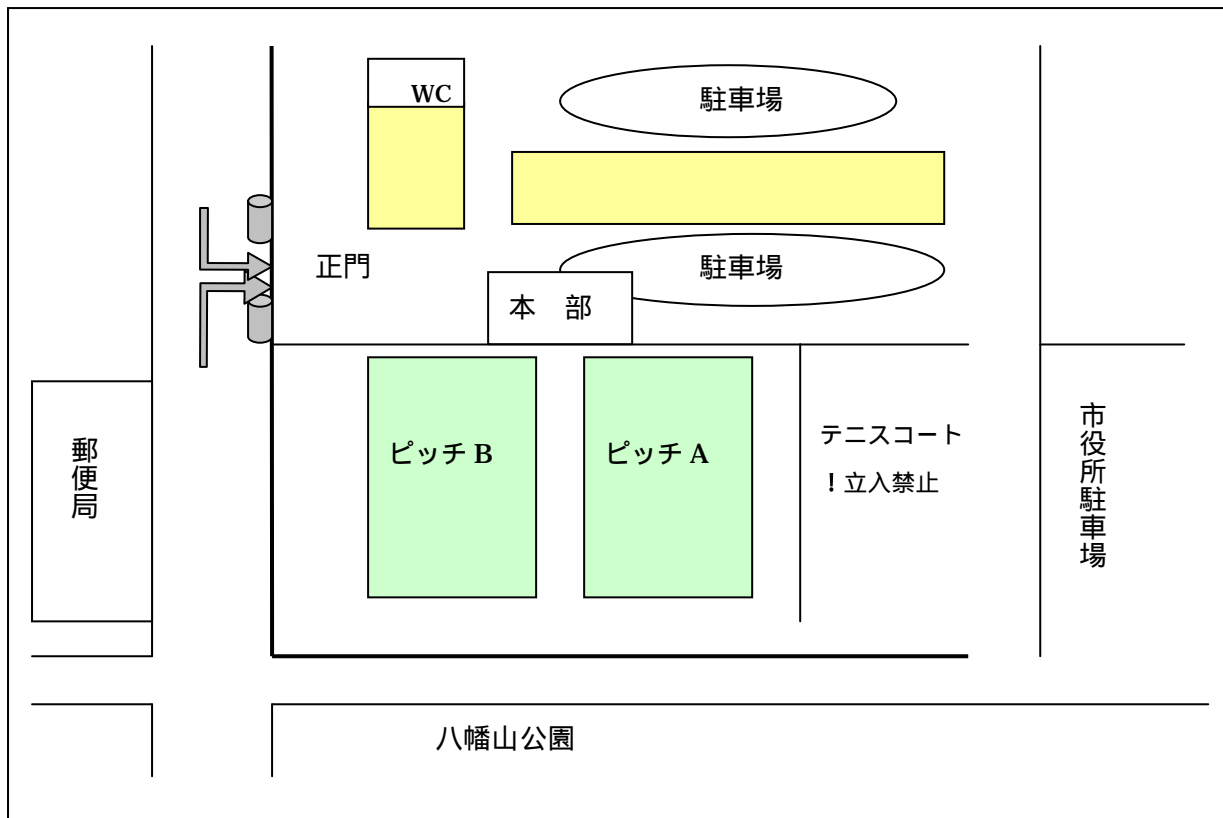 WC
駐車場
正門
駐車場
本　部
郵便局
ピッチ B
ピッチ A
テニスコート
！立入禁止
市役所駐車場
八幡山公園